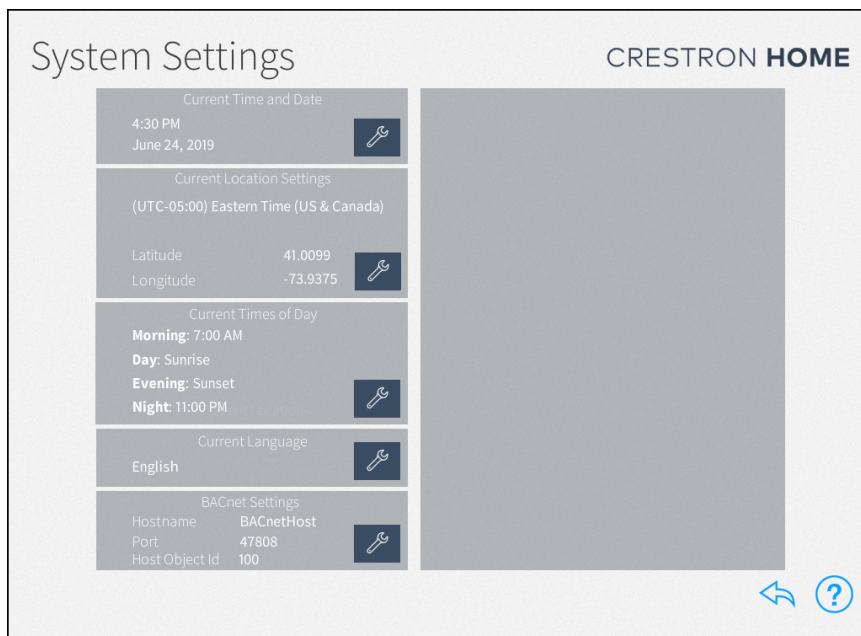 System Settings
CRESTRON HOME
Current Time and Date
4:30 PM
June 24, 2019
Current Location Settings
(UTC-05:00) Eastern Time (US & Canada)
Latitude 41.0099
Longitude -73.9375
Current Times of Day
Morning: 7:00 AM
Day: Sunrise
Evening: Sunset
Night: 11:00 PM
Current Language
English
BACnet Settings
Hostname BACnetHost
Port 47808
Host Object Id 100
?